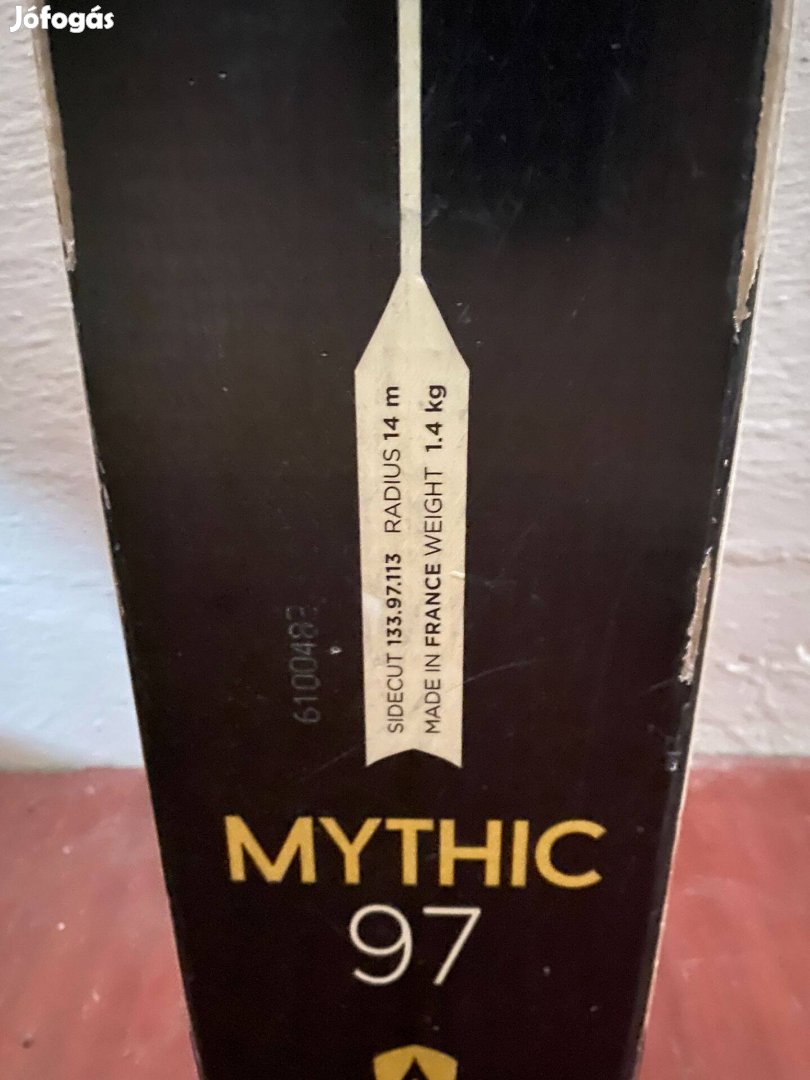 Jófogás
SIDECUT 133.97.113 RADIUS 14 m
MADE IN FRANCE WEIGHT 1.4 kg
MYTHIC
97